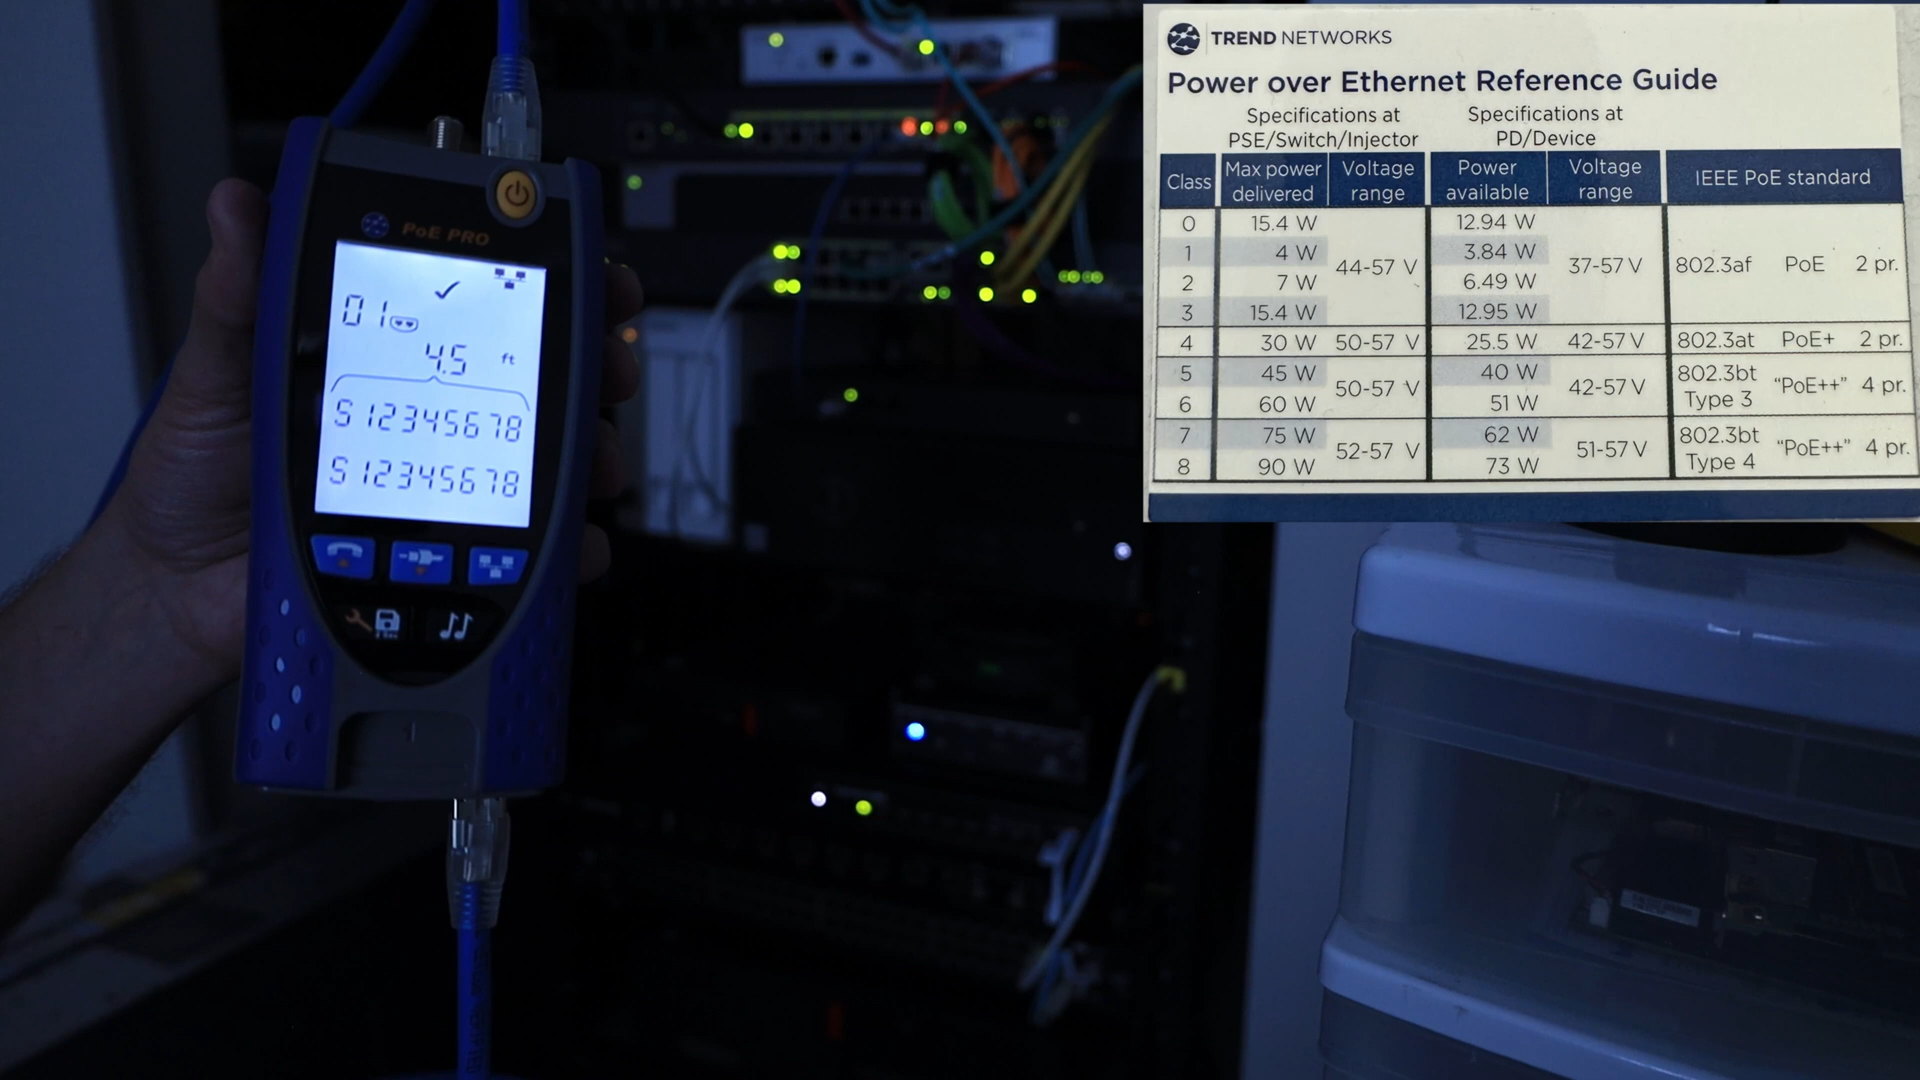 PoE PRO
01
4.5 ft
S12345678
S12345678
TREND NETWORKS
Power over Ethernet Reference Guide
Specifications at PSE/Switch/Injector
Specifications at PD/Device
Class Max power delivered Voltage range Power available Voltage range IEEE PoE standard
0 15.4 W 44-57 V 12.94 W 37-57 V 802.3af PoE 2 pr.
1 4 W 3.84 W
2 7 W 6.49 W
3 15.4 W 12.95 W
4 30 W 50-57 V 25.5 W 42-57 V 802.3at PoE+ 2 pr.
5 45 W 50-57 V 40 W 42-57 V 802.3bt Type 3 "PoE++" 4 pr.
6 60 W 51 W
7 75 W 52-57 V 62 W 51-57 V 802.3bt Type 4 "PoE++" 4 pr.
8 90 W 73 W